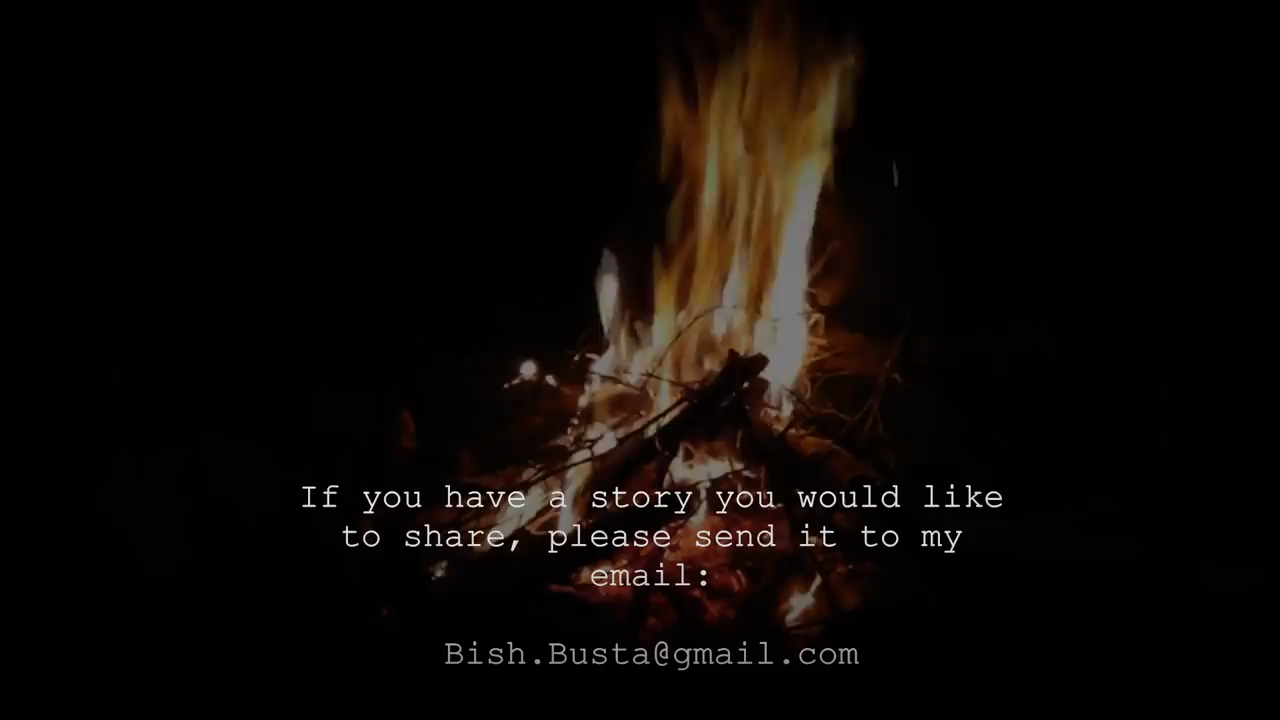 If you have a story you would like
to share, please send it to my
email:
Bish.Busta@gmail.com